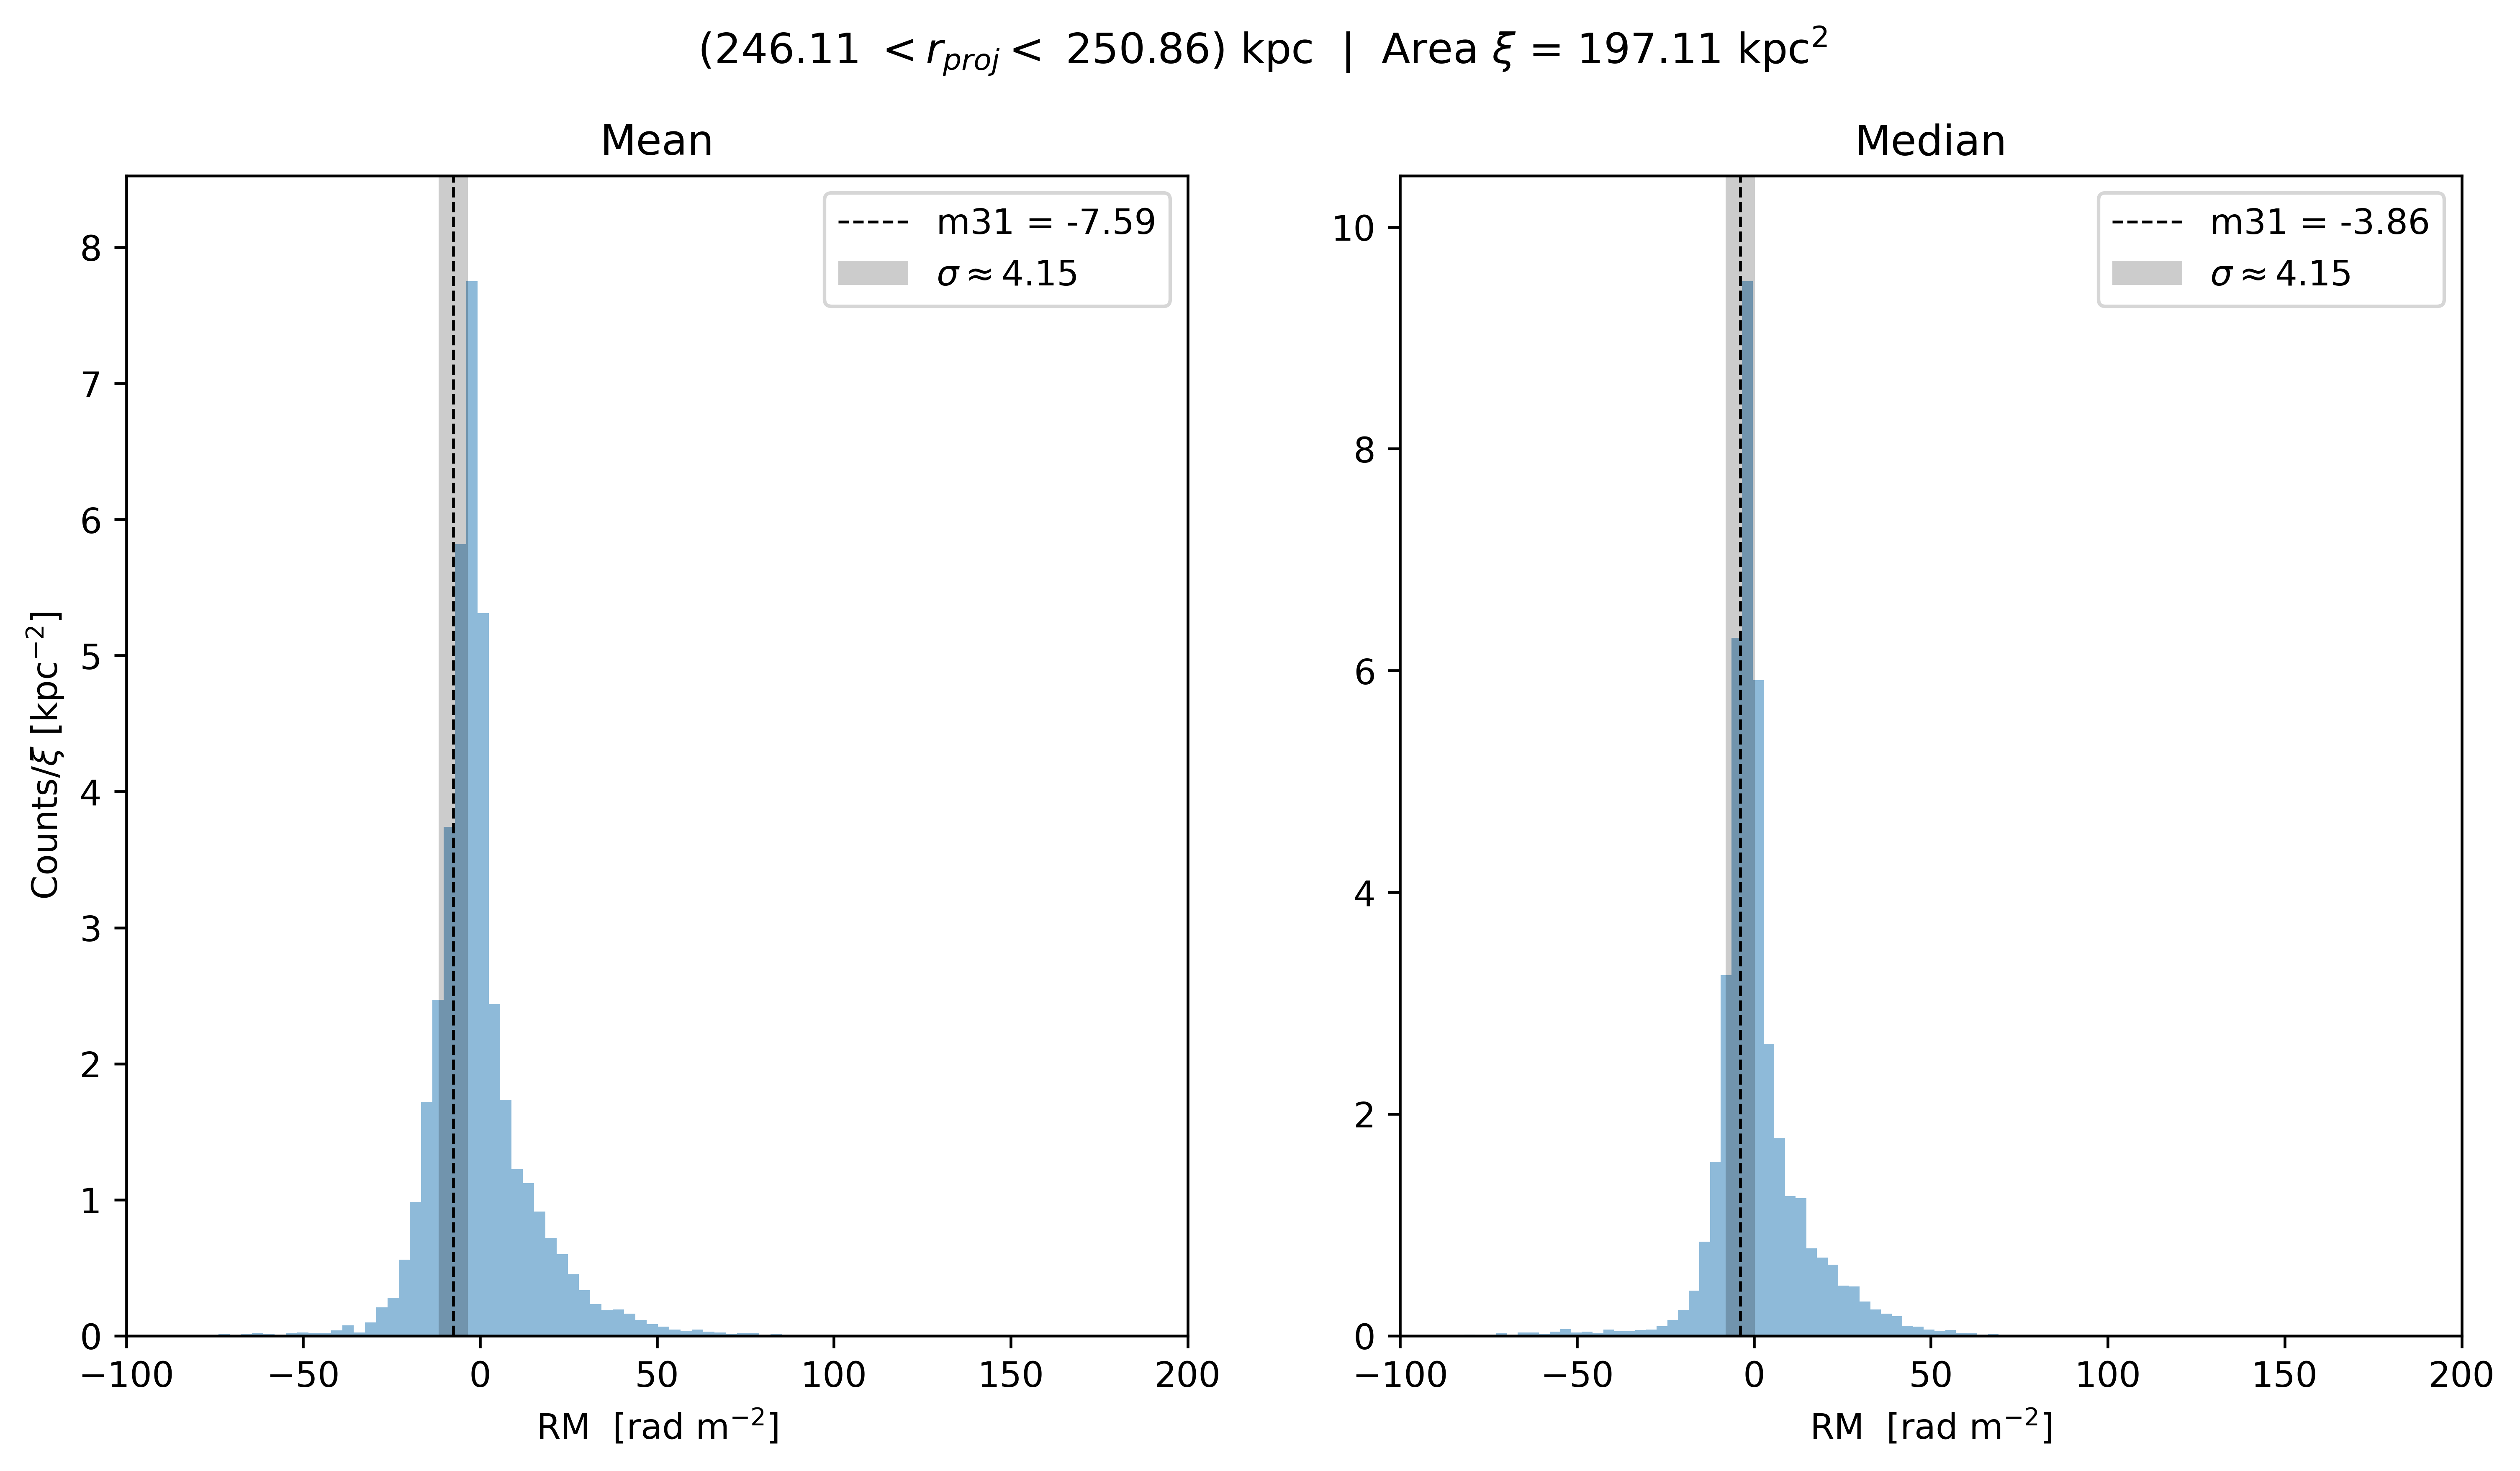 (246.11 < r_proj < 250.86) kpc | Area ξ = 197.11 kpc²
Mean
m31 = -7.59
σ ≈ 4.15
8
7
6
5
4
3
2
1
0
Counts/ξ [kpc⁻²]
−100 −50 0 50 100 150 200
RM [rad m⁻²]
Median
m31 = -3.86
σ ≈ 4.15
10
8
6
4
2
0
−100 −50 0 50 100 150 200
RM [rad m⁻²]